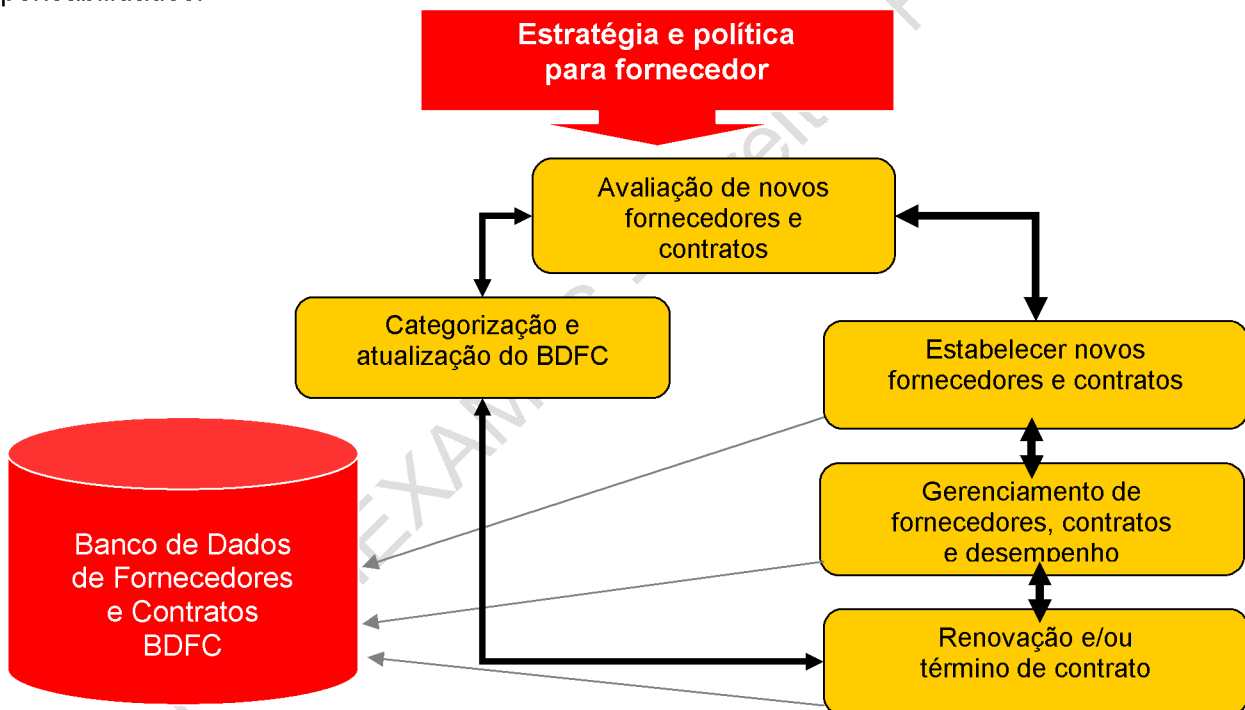 Estratégia e política
para fornecedor
Avaliação de novos
fornecedores e
contratos
Categorização e
atualização do BDFC
Estabelecer novos
fornecedores e contratos
Gerenciamento de
fornecedores, contratos
e desempenho
Banco de Dados
de Fornecedores
e Contratos
BDFC
Renovação e/ou
término de contrato